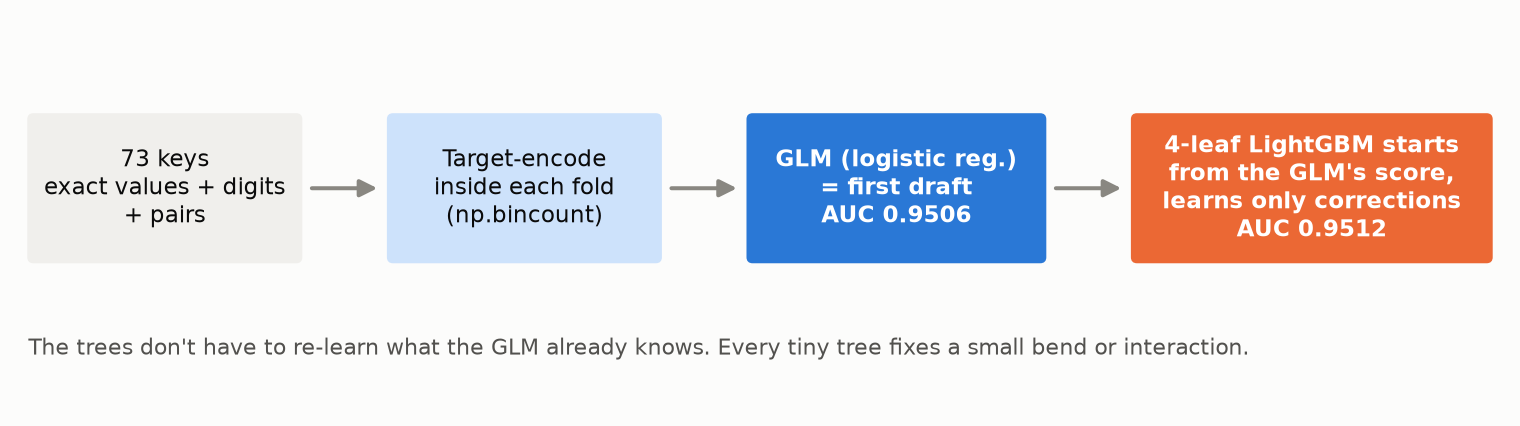 73 keys
exact values + digits
+ pairs
Target-encode
inside each fold
(np.bincount)
GLM (logistic reg.)
= first draft
AUC 0.9506
4-leaf LightGBM starts
from the GLM's score,
learns only corrections
AUC 0.9512
The trees don't have to re-learn what the GLM already knows. Every tiny tree fixes a small bend or interaction.